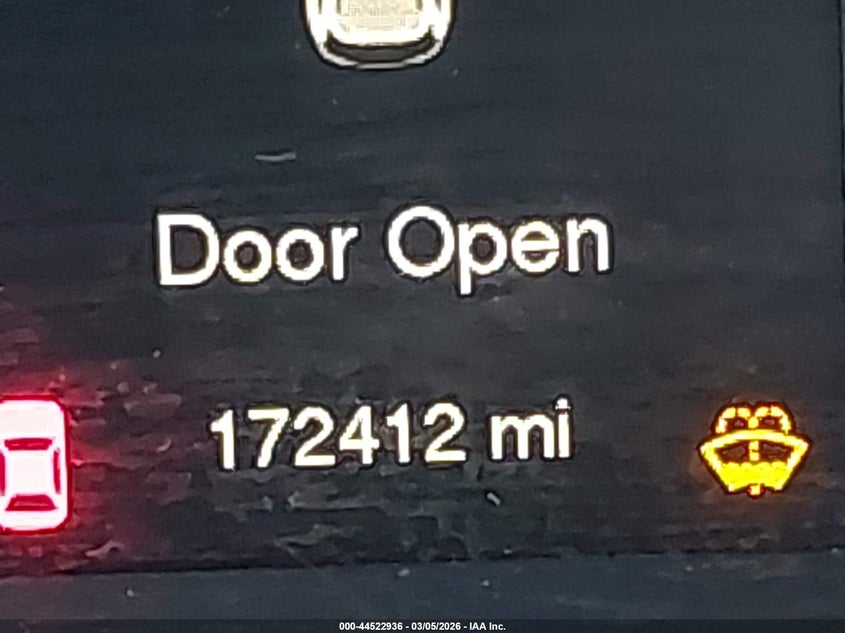 Door Open
172412 mi
000-44522936 - 03/05/2026 - IAA Inc.